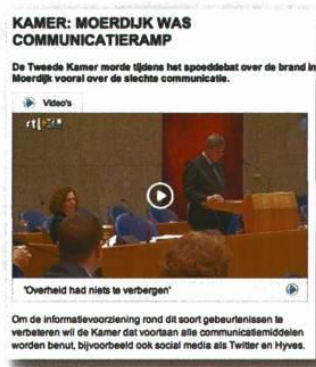 KAMER: MOERDIJK WAS
COMMUNICATIERAMP
De Tweede Kamer morde tijdens het spoeddebat over de brand in
Moerdijk vooral over de slechte communicatie.
Video's
rtl
'Overheid had niets te verbergen'
Om de informatievoorziening rond dit soort gebeurtenissen te
verbeteren wil de Kamer dat voortaan alle communicatiemiddelen
worden benut, bijvoorbeeld ook social media als Twitter en Hyves.